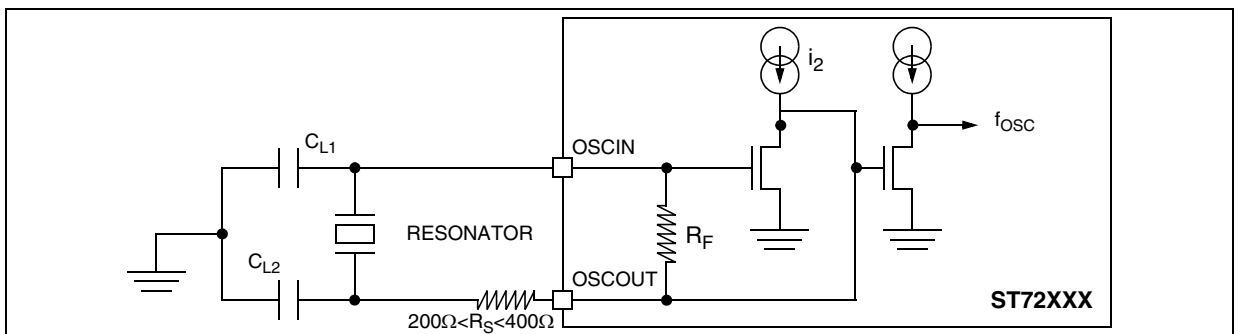 i2
fOSC
CL1
OSCIN
RESONATOR
RF
CL2
OSCOUT
200Ω<RS<400Ω
ST72XXX